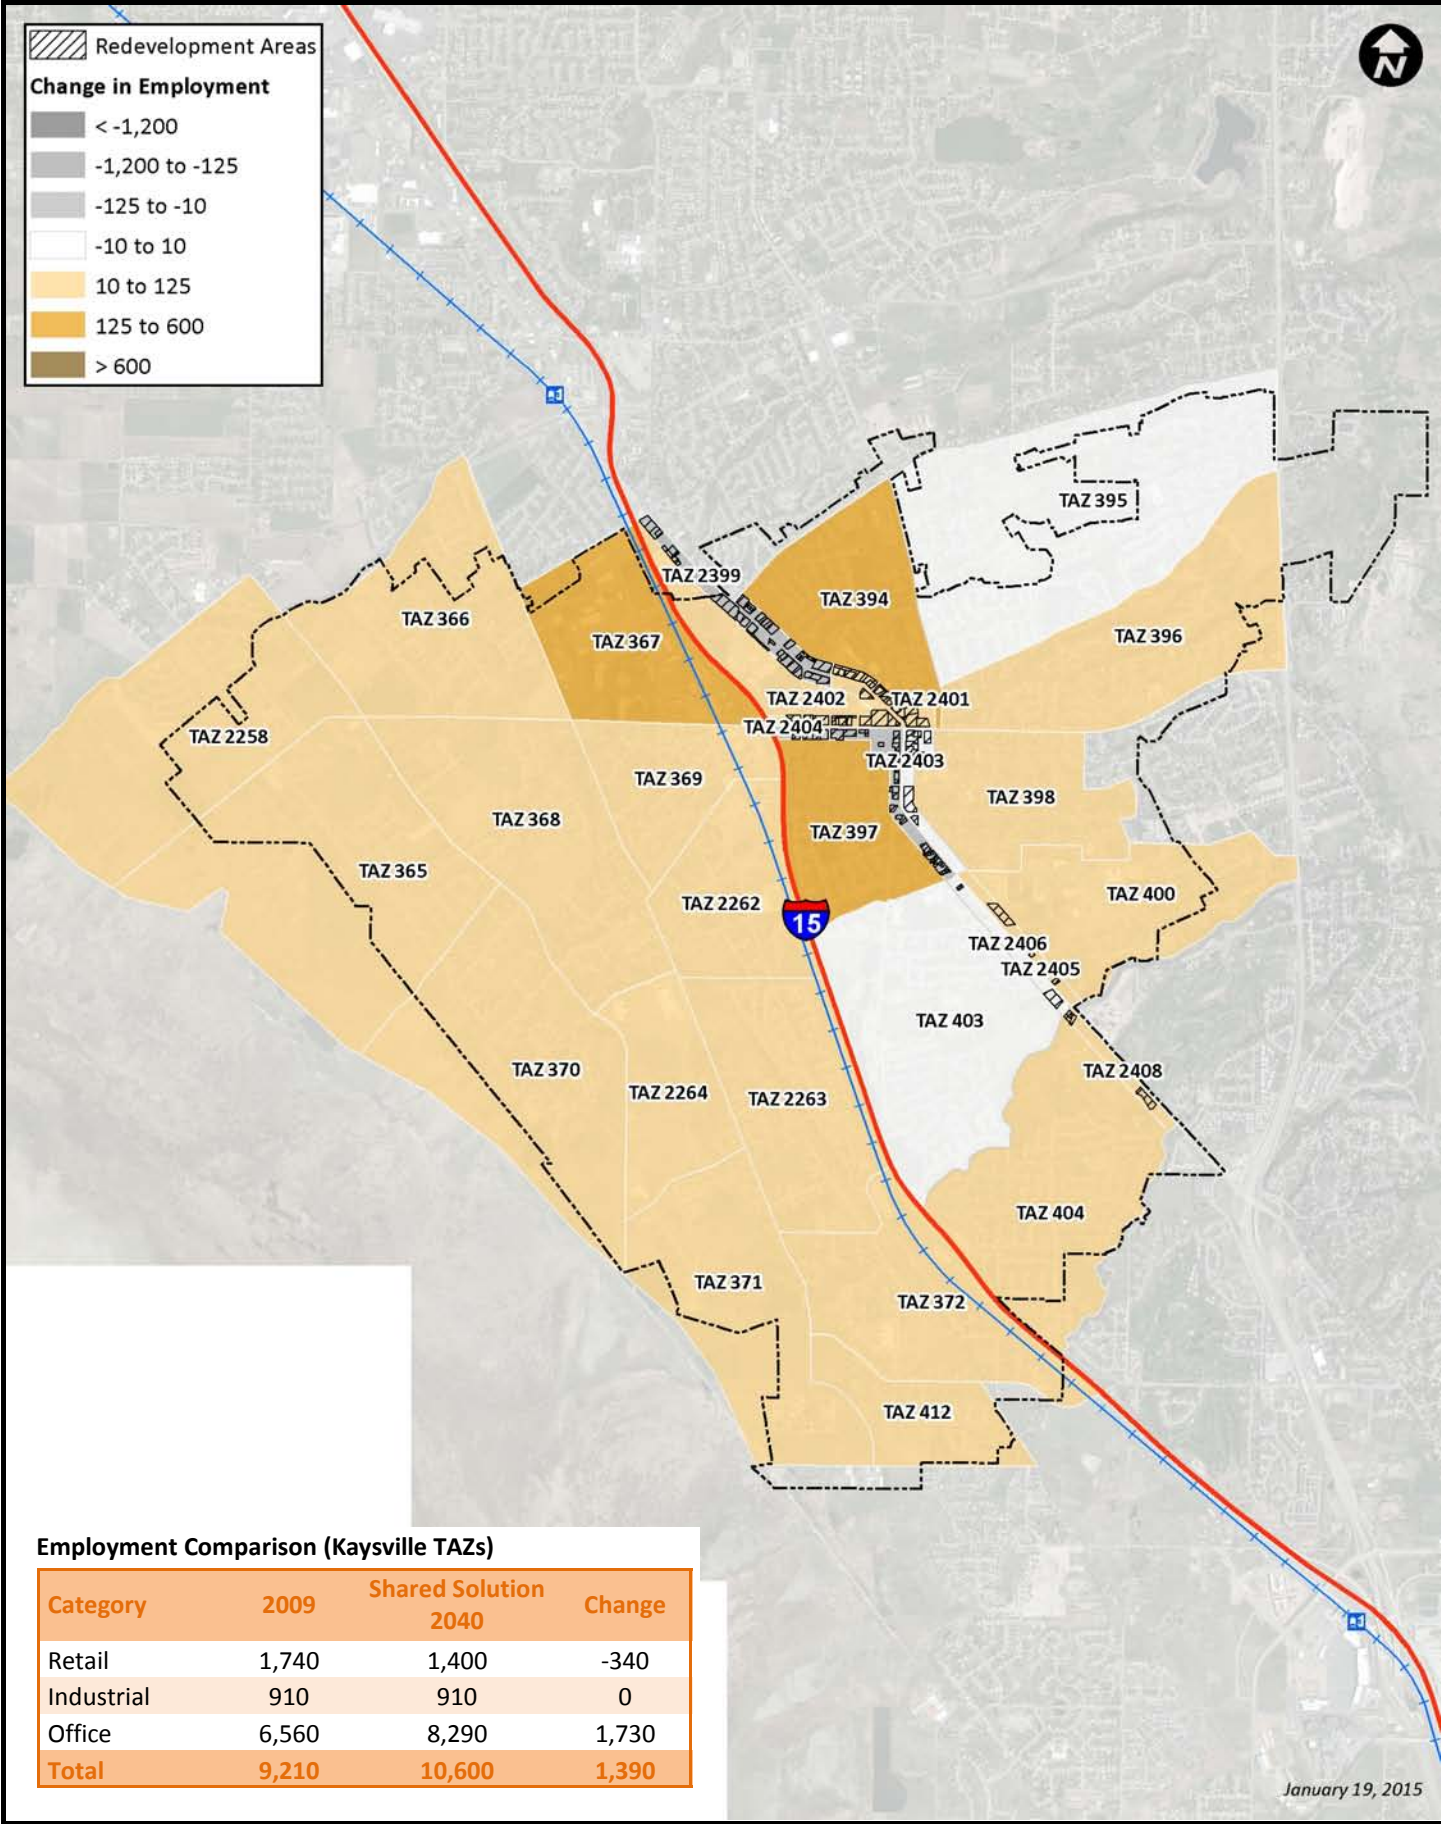 Redevelopment Areas
Change in Employment
< -1,200
-1,200 to -125
-125 to -10
-10 to 10
10 to 125
125 to 600
> 600
N
TAZ 395
TAZ 2399
TAZ 394
TAZ 366
TAZ 367
TAZ 396
TAZ 2402
TAZ 2401
TAZ 2404
TAZ 2258
TAZ 2403
TAZ 369
TAZ 398
TAZ 368
TAZ 397
TAZ 365
TAZ 400
TAZ 2262
15
TAZ 2406
TAZ 2405
TAZ 403
TAZ 370
TAZ 2408
TAZ 2264
TAZ 2263
TAZ 404
TAZ 371
TAZ 372
TAZ 412
Employment Comparison (Kaysville TAZs)
Category 2009 Shared Solution 2040 Change
Retail 1,740 1,400 -340
Industrial 910 910 0
Office 6,560 8,290 1,730
Total 9,210 10,600 1,390
January 19, 2015